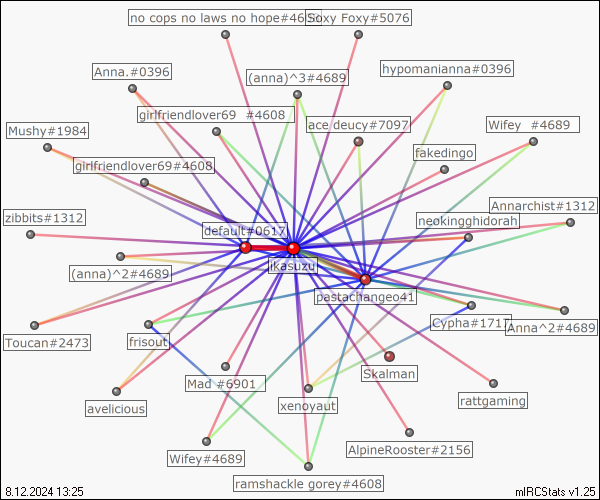 no cops no laws no hope#4689
Soxy Foxy#5076
Anna.#0396
(anna)^3#4689
hypomanianna#0396
girlfriendlover69  #4608
Mushy#1984
ace deucy#7097
Wifey  #4689
girlfriendlover69#4608
fakedingo
zibbits#1312
default#0617
neokingghidorah
Annarchist#1312
(anna)^2#4689
ikasuzu
pastachangeo41
Toucan#2473
frisout
Cypha#1717
Anna^2#4689
Mad #6901
Skalman
avelicious
xenoyaut
rattgaming
Wifey#4689
AlpineRooster#2156
ramshackle gorey#4608
8.12.2024 13:25
mIRCStats v1.25